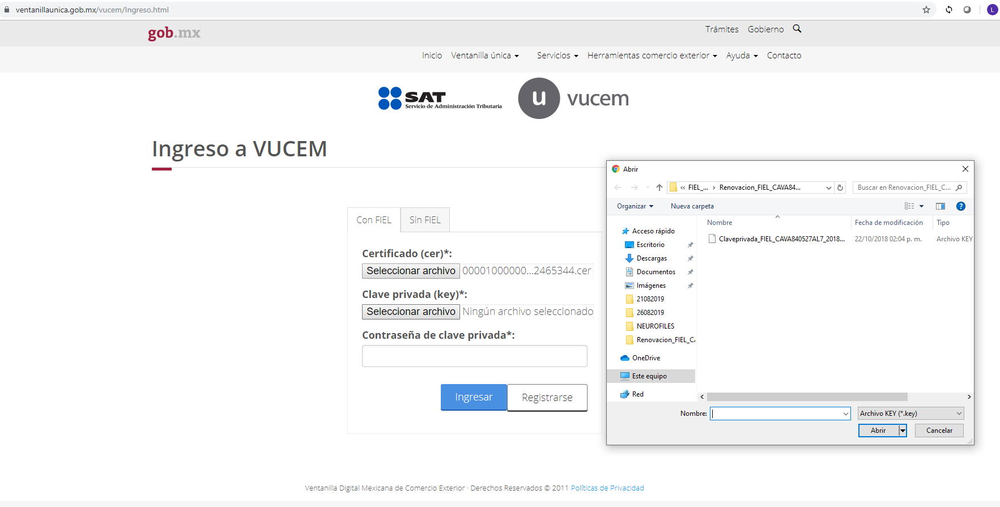 ventanillaunica.gob.mx/vucem/Ingreso.html
L
gob.mx
Trámites Gobierno
Inicio Ventanilla única Servicios Herramientas comercio exterior Ayuda Contacto
SAT
Servicio de Administración Tributaria
u vucem
Ingreso a VUCEM
Con FIEL Sin FIEL
Certificado (cer)*:
Seleccionar archivo 00001000000...2465344.cer
Clave privada (key)*:
Seleccionar archivo Ningún archivo seleccionado
Contraseña de clave privada*:
Ingresar Registrarse
Abrir
« FIEL_... › Renovacion_FIEL_CAVA84...
Buscar en Renovacion_FIEL_C...
Organizar Nueva carpeta
?
Nombre Fecha de modificación Tipo
Claveprivada_FIEL_CAVA840527AL7_2018... 22/10/2018 02:04 p. m. Archivo KEY
Acceso rápido
Escritorio
Descargas
Documentos
Imágenes
21082019
26082019
NEUROFILES
Renovacion_FIEL_C
OneDrive
Este equipo
Red
Nombre:
Archivo KEY (*.key)
Abrir Cancelar
Ventanilla Digital Mexicana de Comercio Exterior · Derechos Reservados © 2011 Políticas de Privacidad